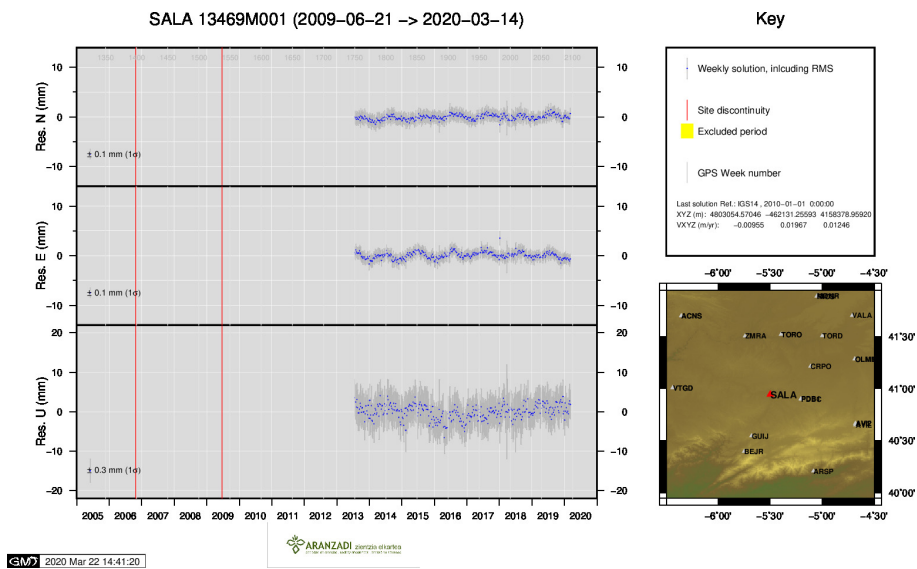 SALA 13469M001 (2009−06−21 −> 2020−03−14)
Key
1350 1450 1500 1600 1650 1700 1750 1800 1850 1900 1950 2000 2050 2100
Res. N (mm)
10
0
−10
10
0
−10
± 0.1 mm (1σ)
Res. E (mm)
10
0
−10
10
0
−10
± 0.1 mm (1σ)
Res. U (mm)
20
10
0
−10
−20
20
10
0
−10
−20
± 0.3 mm (1σ)
2005 2006 2007 2008 2009 2010 2011 2012 2013 2014 2015 2016 2017 2018 2019 2020
Weekly solution, inlcuding RMS
Site discontinuity
Excluded period
GPS Week number
Last solution Ref.: IGS14 , 2010−01−01 0:00:00
XYZ (m): 4803054.57046 −462131.25593 4158378.95920
VXYZ (m/yr): −0.00955 0.01967 0.01246
−6˚00' −5˚30' −5˚00' −4˚30'
ACNS
VALA
41˚30'
ZMRA
TORO
TORD
CRPO
41˚00'
VTGD
SALA
GUIJ
40˚30'
BEJR
ARSP
40˚00'
−6˚00' −5˚30' −5˚00' −4˚30'
ARANZADI zientzia elkartea
GMT 2020 Mar 22 14:41:20